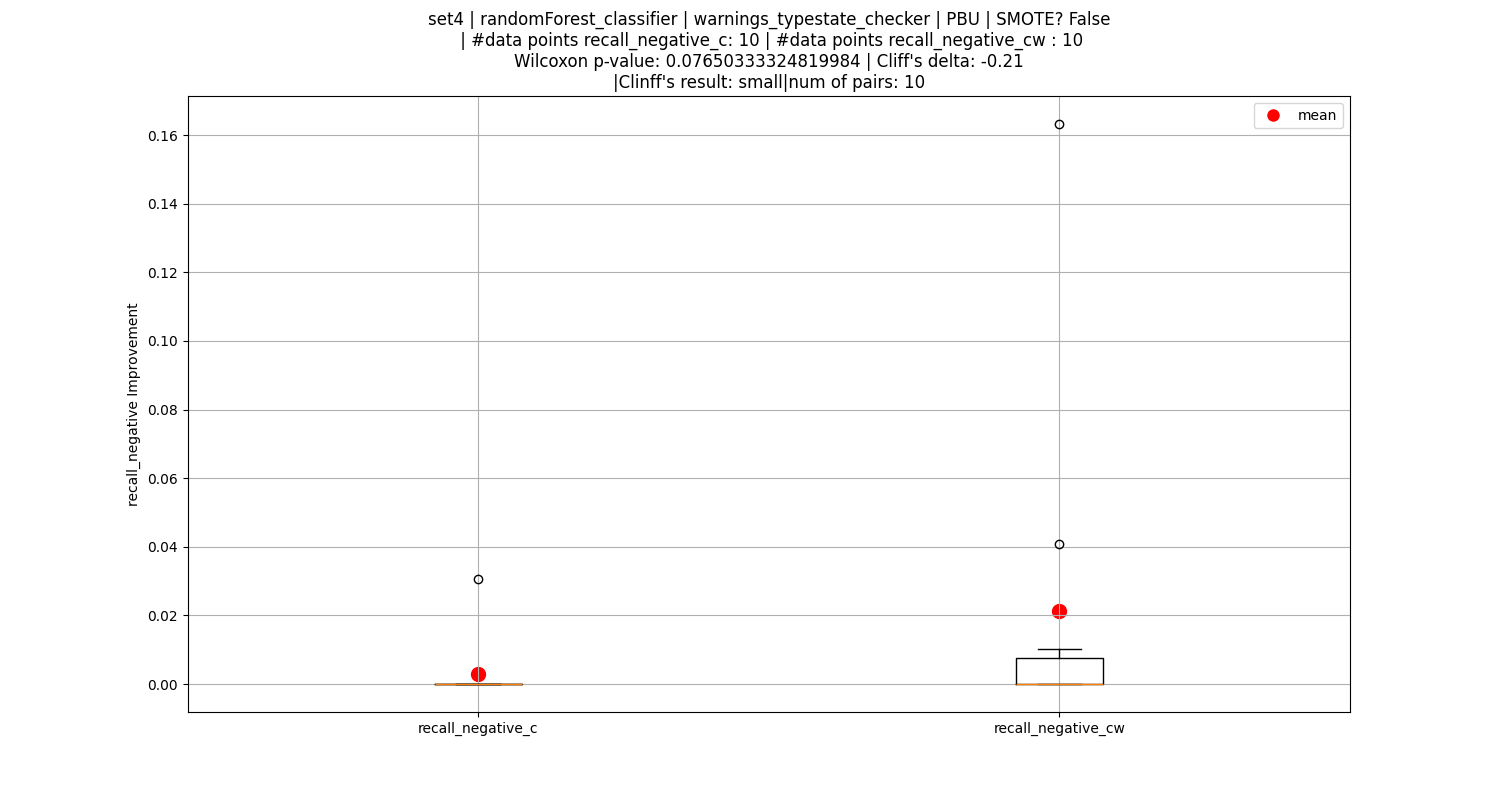 set4 | randomForest_classifier | warnings_typestate_checker | PBU | SMOTE? False
| #data points recall_negative_c: 10 | #data points recall_negative_cw : 10
Wilcoxon p-value: 0.07650333324819984 | Cliff's delta: -0.21
|Clinff's result: small|num of pairs: 10
mean
0.16
0.14
0.12
0.10
0.08
0.06
0.04
0.02
0.00
recall_negative Improvement
recall_negative_c
recall_negative_cw